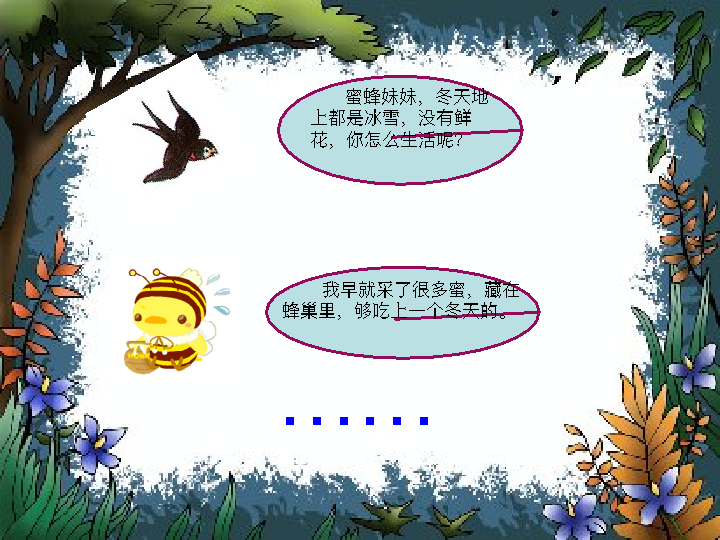 蜜蜂妹妹，冬天地
上都是冰雪，没有鲜
花，你怎么生活呢？
我早就采了很多蜜，藏在
蜂巢里，够吃上一个冬天的。
......